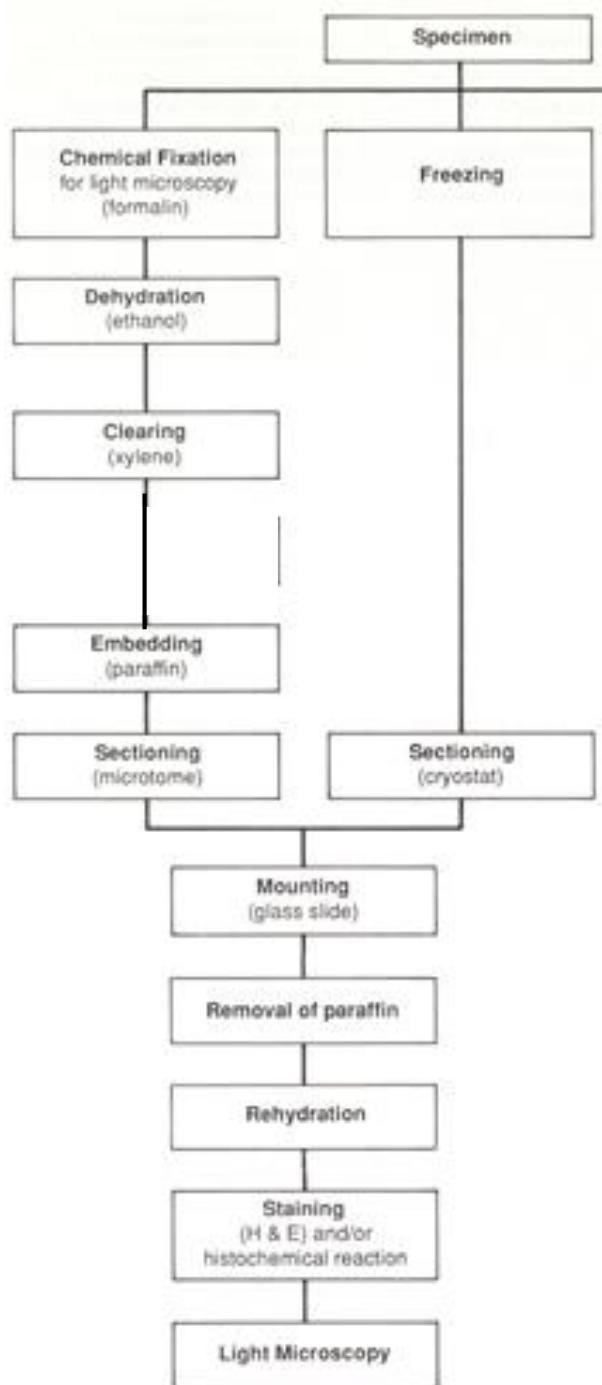 Specimen
Chemical Fixation
for light microscopy
(formalin)
Freezing
Dehydration
(ethanol)
Clearing
(xylene)
Embedding
(paraffin)
Sectioning
(microtome)
Sectioning
(cryostat)
Mounting
(glass slide)
Removal of paraffin
Rehydration
Staining
(H & E) and/or
histochemical reaction
Light Microscopy